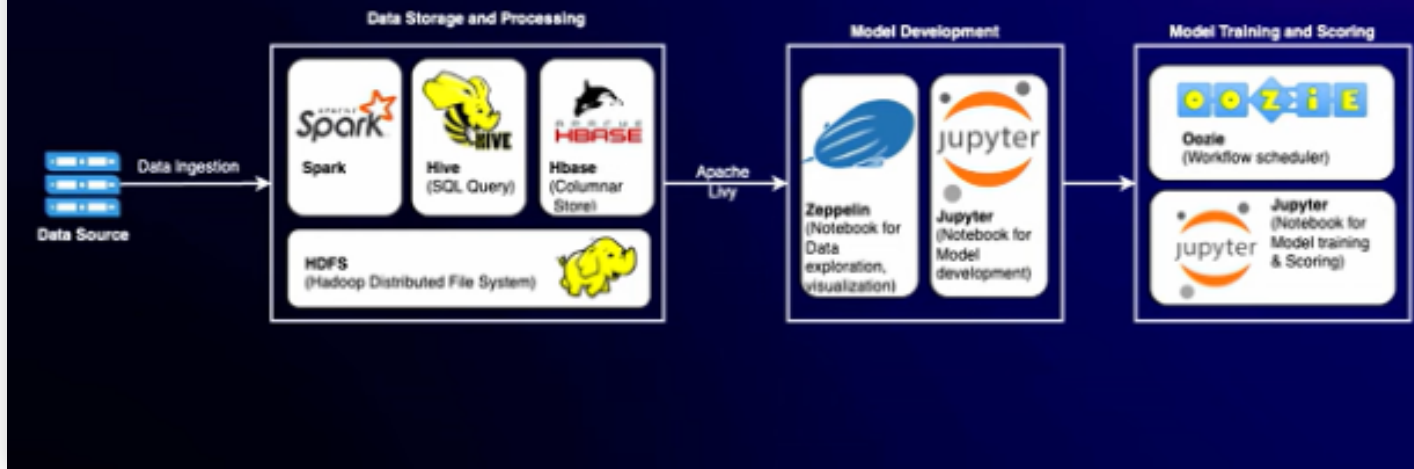 Data Storage and Processing
Model Development
Model Training and Scoring
APACHE
Spark
Spark
HIVE
Hive
(SQL Query)
APACHE
HBASE
Hbase
(Columnar
Store)
HDFS
(Hadoop Distributed File System)
Data Source
Data Ingestion
Apache
Livy
Zeppelin
(Notebook for
Data
exploration,
visualization)
jupyter
Jupyter
(Notebook for
Model
development)
OOZIE
Oozie
(Workflow scheduler)
jupyter
Jupyter
(Notebook for
Model training
& Scoring)